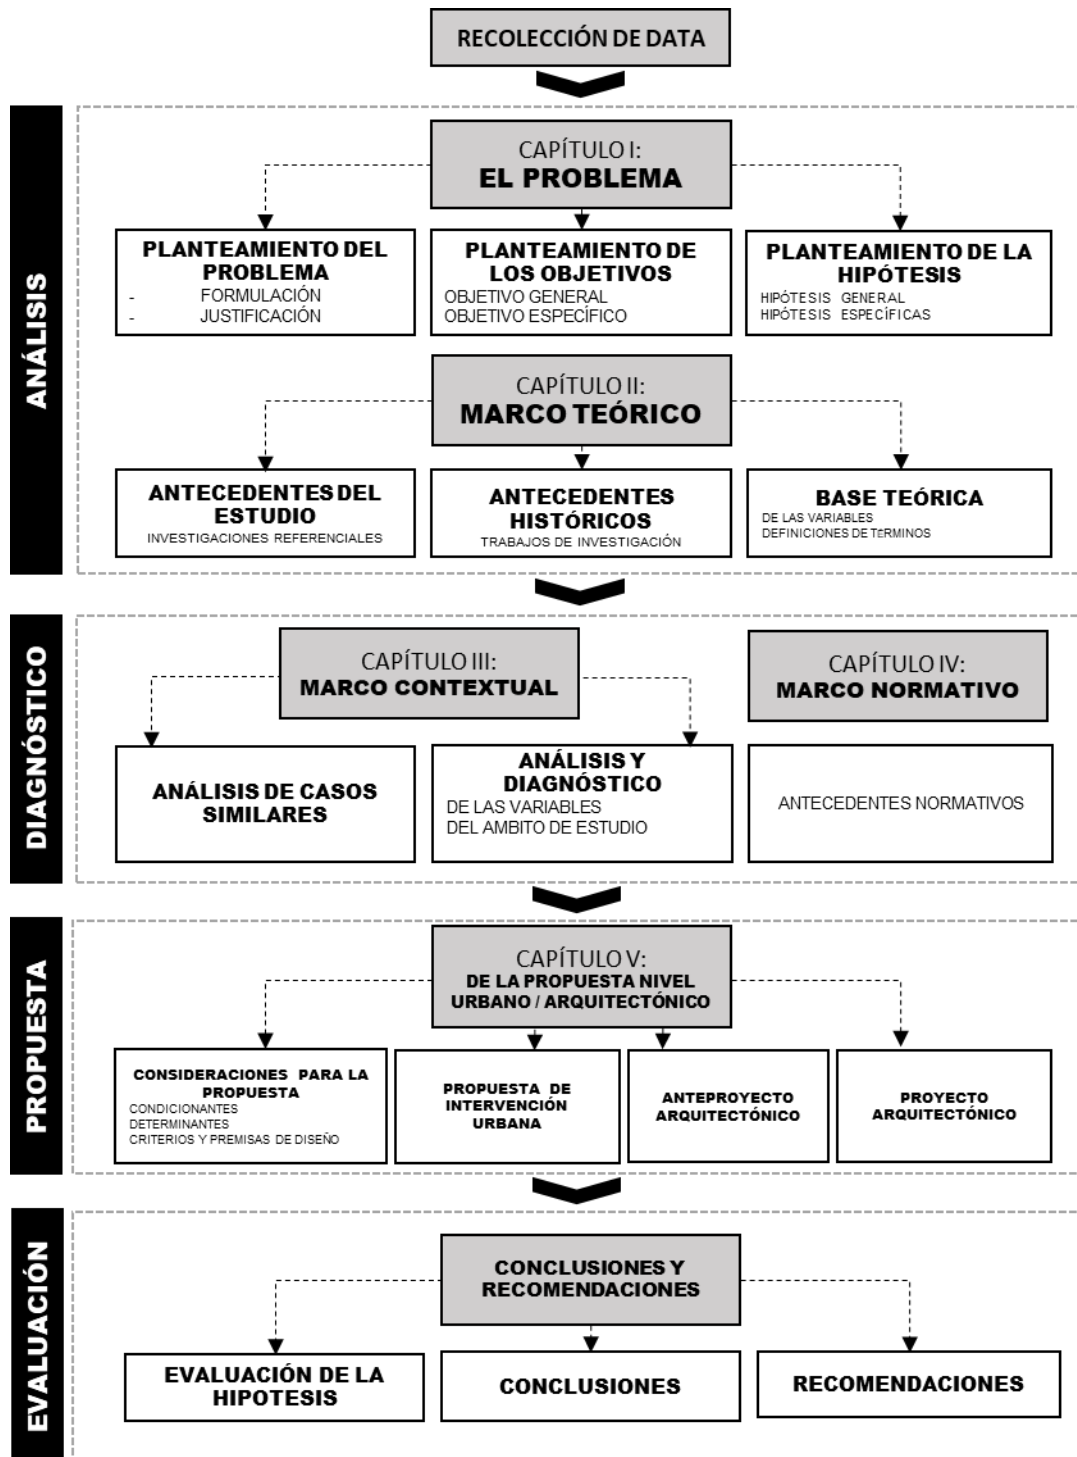 RECOLECCIÓN DE DATA
ANÁLISIS
CAPÍTULO I:
EL PROBLEMA
PLANTEAMIENTO DEL
PROBLEMA
- FORMULACIÓN
- JUSTIFICACIÓN
PLANTEAMIENTO DE
LOS OBJETIVOS
OBJETIVO GENERAL
OBJETIVO ESPECÍFICO
PLANTEAMIENTO DE LA
HIPÓTESIS
HIPÓTESIS GENERAL
HIPÓTESIS ESPECÍFICAS
CAPÍTULO II:
MARCO TEÓRICO
ANTECEDENTES DEL
ESTUDIO
INVESTIGACIONES REFERENCIALES
ANTECEDENTES
HISTÓRICOS
TRABAJOS DE INVESTIGACIÓN
BASE TEÓRICA
DE LAS VARIABLES
DEFINICIONES DE TÉRMINOS
DIAGNÓSTICO
CAPÍTULO III:
MARCO CONTEXTUAL
CAPÍTULO IV:
MARCO NORMATIVO
ANÁLISIS DE CASOS
SIMILARES
ANÁLISIS Y
DIAGNÓSTICO
DE LAS VARIABLES
DEL AMBITO DE ESTUDIO
ANTECEDENTES NORMATIVOS
PROPUESTA
CAPÍTULO V:
DE LA PROPUESTA NIVEL
URBANO / ARQUITECTÓNICO
CONSIDERACIONES PARA LA
PROPUESTA
CONDICIONANTES
DETERMINANTES
CRITERIOS Y PREMISAS DE DISEÑO
PROPUESTA DE
INTERVENCIÓN
URBANA
ANTEPROYECTO
ARQUITECTÓNICO
PROYECTO
ARQUITECTÓNICO
EVALUACIÓN
CONCLUSIONES Y
RECOMENDACIONES
EVALUACIÓN DE LA
HIPOTESIS
CONCLUSIONES
RECOMENDACIONES